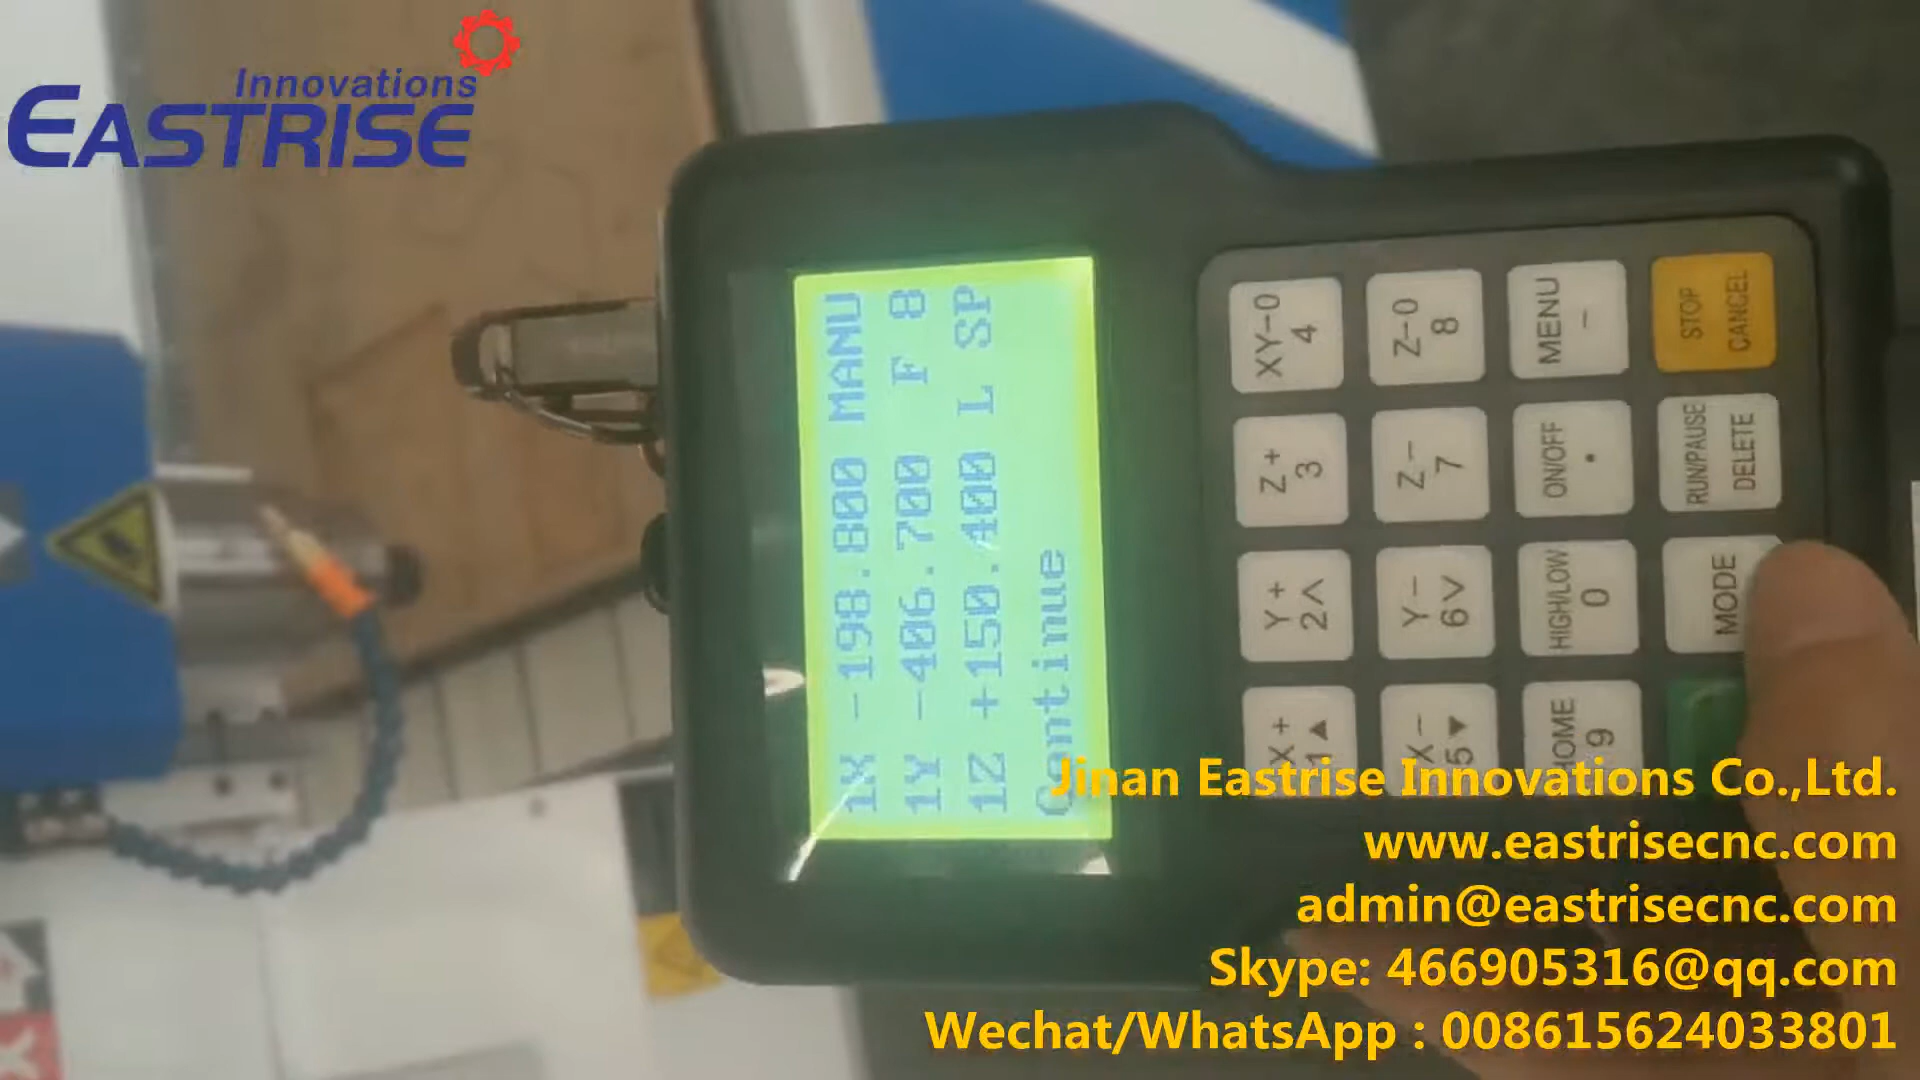 Innovations
EASTRISE
1X -198.800 MANU
1Y -406.700 F 8
1Z +150.400 L SP
Continue
X+
1▲
Y+
2∧
Z+
3
XY-0
4
X-
5▼
Y-
6∨
Z-
7
Z-0
8
HOME
9
HIGH/LOW
0
ON/OFF
•
MENU
-
MODE
RUN/PAUSE
DELETE
STOP
CANCEL
Jinan Eastrise Innovations Co.,Ltd.
www.eastrisecnc.com
admin@eastrisecnc.com
Skype: 466905316@qq.com
Wechat/WhatsApp : 008615624033801